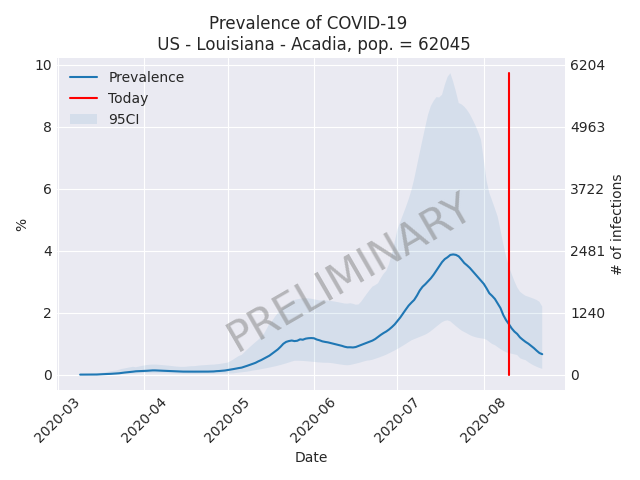 Prevalence of COVID-19
US - Louisiana - Acadia, pop. = 62045
Prevalence
Today
95CI
PRELIMINARY
10
8
6
4
2
0
%
6204
4963
3722
2481
1240
0
# of infections
2020-03
2020-04
2020-05
2020-06
2020-07
2020-08
Date